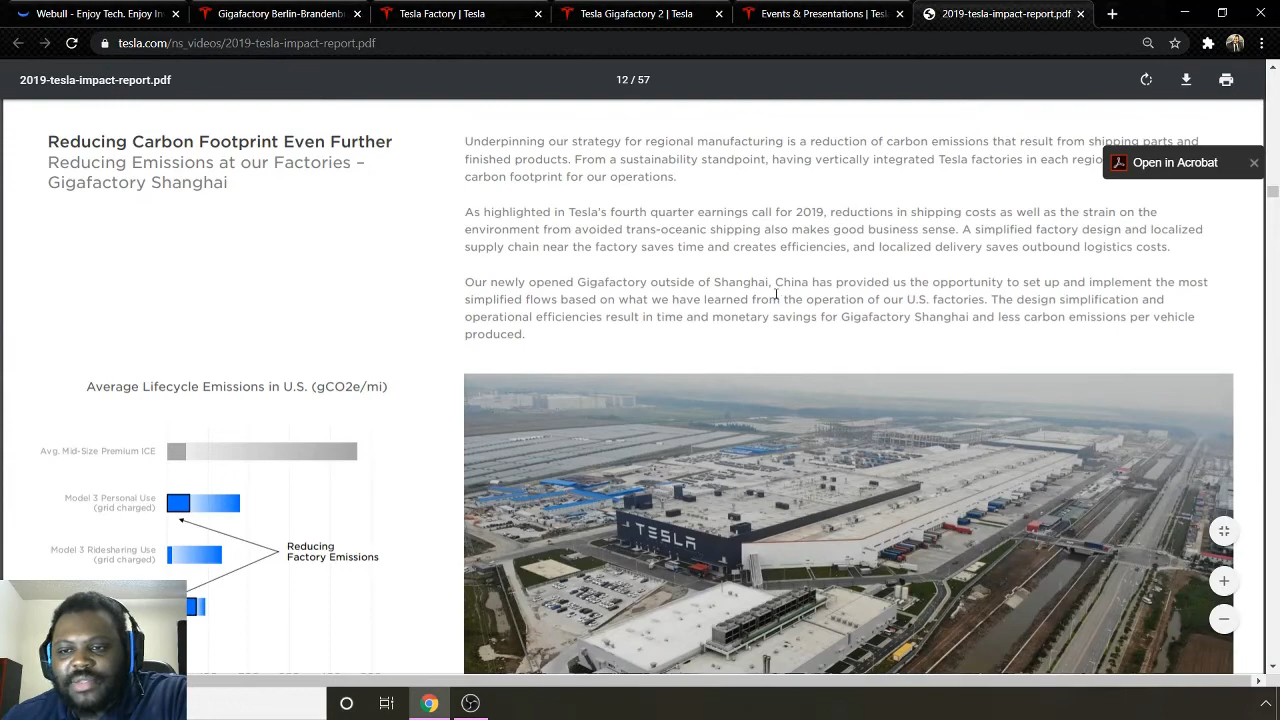 Webull - Enjoy Tech. Enjoy Inv
Gigafactory Berlin-Brandenb
Tesla Factory | Tesla
Tesla Gigafactory 2 | Tesla
Events & Presentations | Tesla
2019-tesla-impact-report.pdf
tesla.com/ns_videos/2019-tesla-impact-report.pdf
2019-tesla-impact-report.pdf
12 / 57
Open in Acrobat
Reducing Carbon Footprint Even Further
Reducing Emissions at our Factories –
Gigafactory Shanghai
Underpinning our strategy for regional manufacturing is a reduction of carbon emissions that result from shipping parts and
finished products. From a sustainability standpoint, having vertically integrated Tesla factories in each regio
carbon footprint for our operations.
As highlighted in Tesla's fourth quarter earnings call for 2019, reductions in shipping costs as well as the strain on the
environment from avoided trans-oceanic shipping also makes good business sense. A simplified factory design and localized
supply chain near the factory saves time and creates efficiencies, and localized delivery saves outbound logistics costs.
Our newly opened Gigafactory outside of Shanghai, China has provided us the opportunity to set up and implement the most
simplified flows based on what we have learned from the operation of our U.S. factories. The design simplification and
operational efficiencies result in time and monetary savings for Gigafactory Shanghai and less carbon emissions per vehicle
produced.
Average Lifecycle Emissions in U.S. (gCO2e/mi)
Avg. Mid-Size Premium ICE
Model 3 Personal Use
(grid charged)
Model 3 Ridesharing Use
(grid charged)
Reducing
Factory Emissions
TESLA